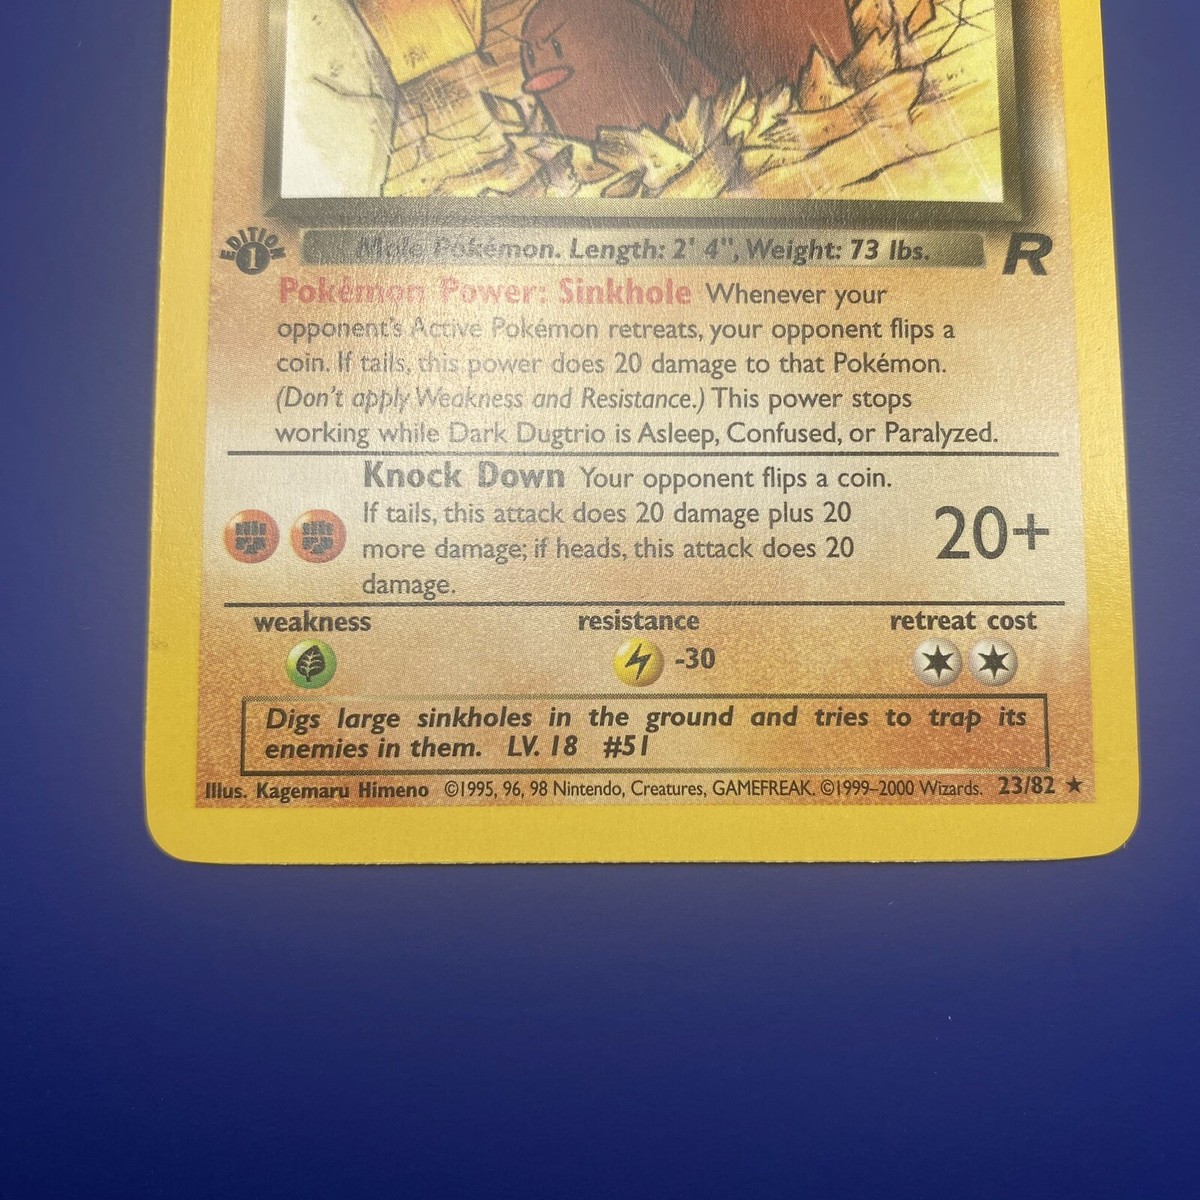 EDITION 1
Mole Pokémon. Length: 2' 4", Weight: 73 lbs.
R
Pokémon Power: Sinkhole Whenever your
opponent's Active Pokémon retreats, your opponent flips a
coin. If tails, this power does 20 damage to that Pokémon.
(Don't apply Weakness and Resistance.) This power stops
working while Dark Dugtrio is Asleep, Confused, or Paralyzed.
Knock Down Your opponent flips a coin.
If tails, this attack does 20 damage plus 20
more damage; if heads, this attack does 20
damage.
20+
weakness resistance retreat cost
-30
Digs large sinkholes in the ground and tries to trap its
enemies in them. LV. 18 #51
Illus. Kagemaru Himeno ©1995, 96, 98 Nintendo, Creatures, GAMEFREAK. ©1999–2000 Wizards. 23/82 ★